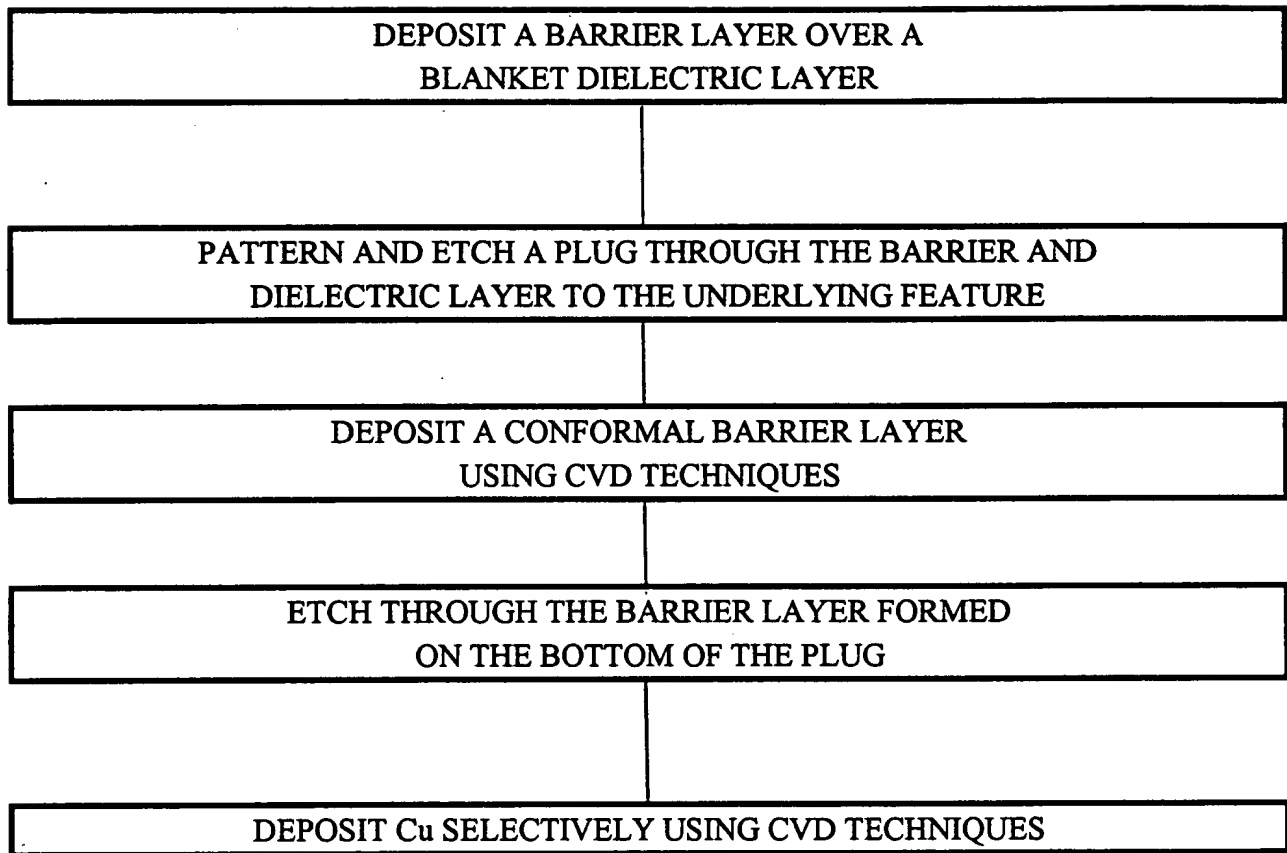 DEPOSIT A BARRIER LAYER OVER A
BLANKET DIELECTRIC LAYER
PATTERN AND ETCH A PLUG THROUGH THE BARRIER AND
DIELECTRIC LAYER TO THE UNDERLYING FEATURE
DEPOSIT A CONFORMAL BARRIER LAYER
USING CVD TECHNIQUES
ETCH THROUGH THE BARRIER LAYER FORMED
ON THE BOTTOM OF THE PLUG
DEPOSIT Cu SELECTIVELY USING CVD TECHNIQUES